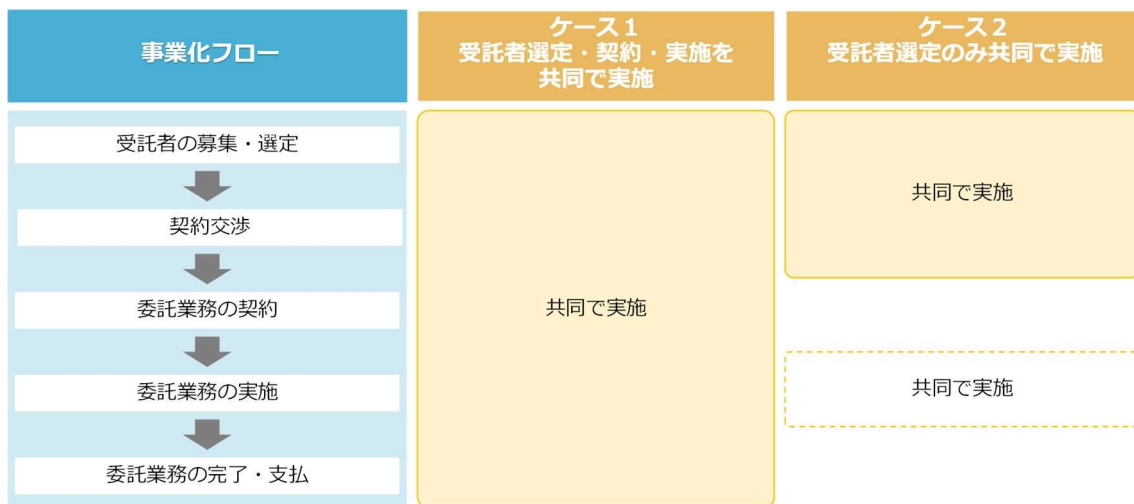 事業化フロー
ケース１
受託者選定・契約・実施を
共同で実施
ケース２
受託者選定のみ共同で実施
受託者の募集・選定
契約交渉
委託業務の契約
委託業務の実施
委託業務の完了・支払
共同で実施
共同で実施
共同で実施